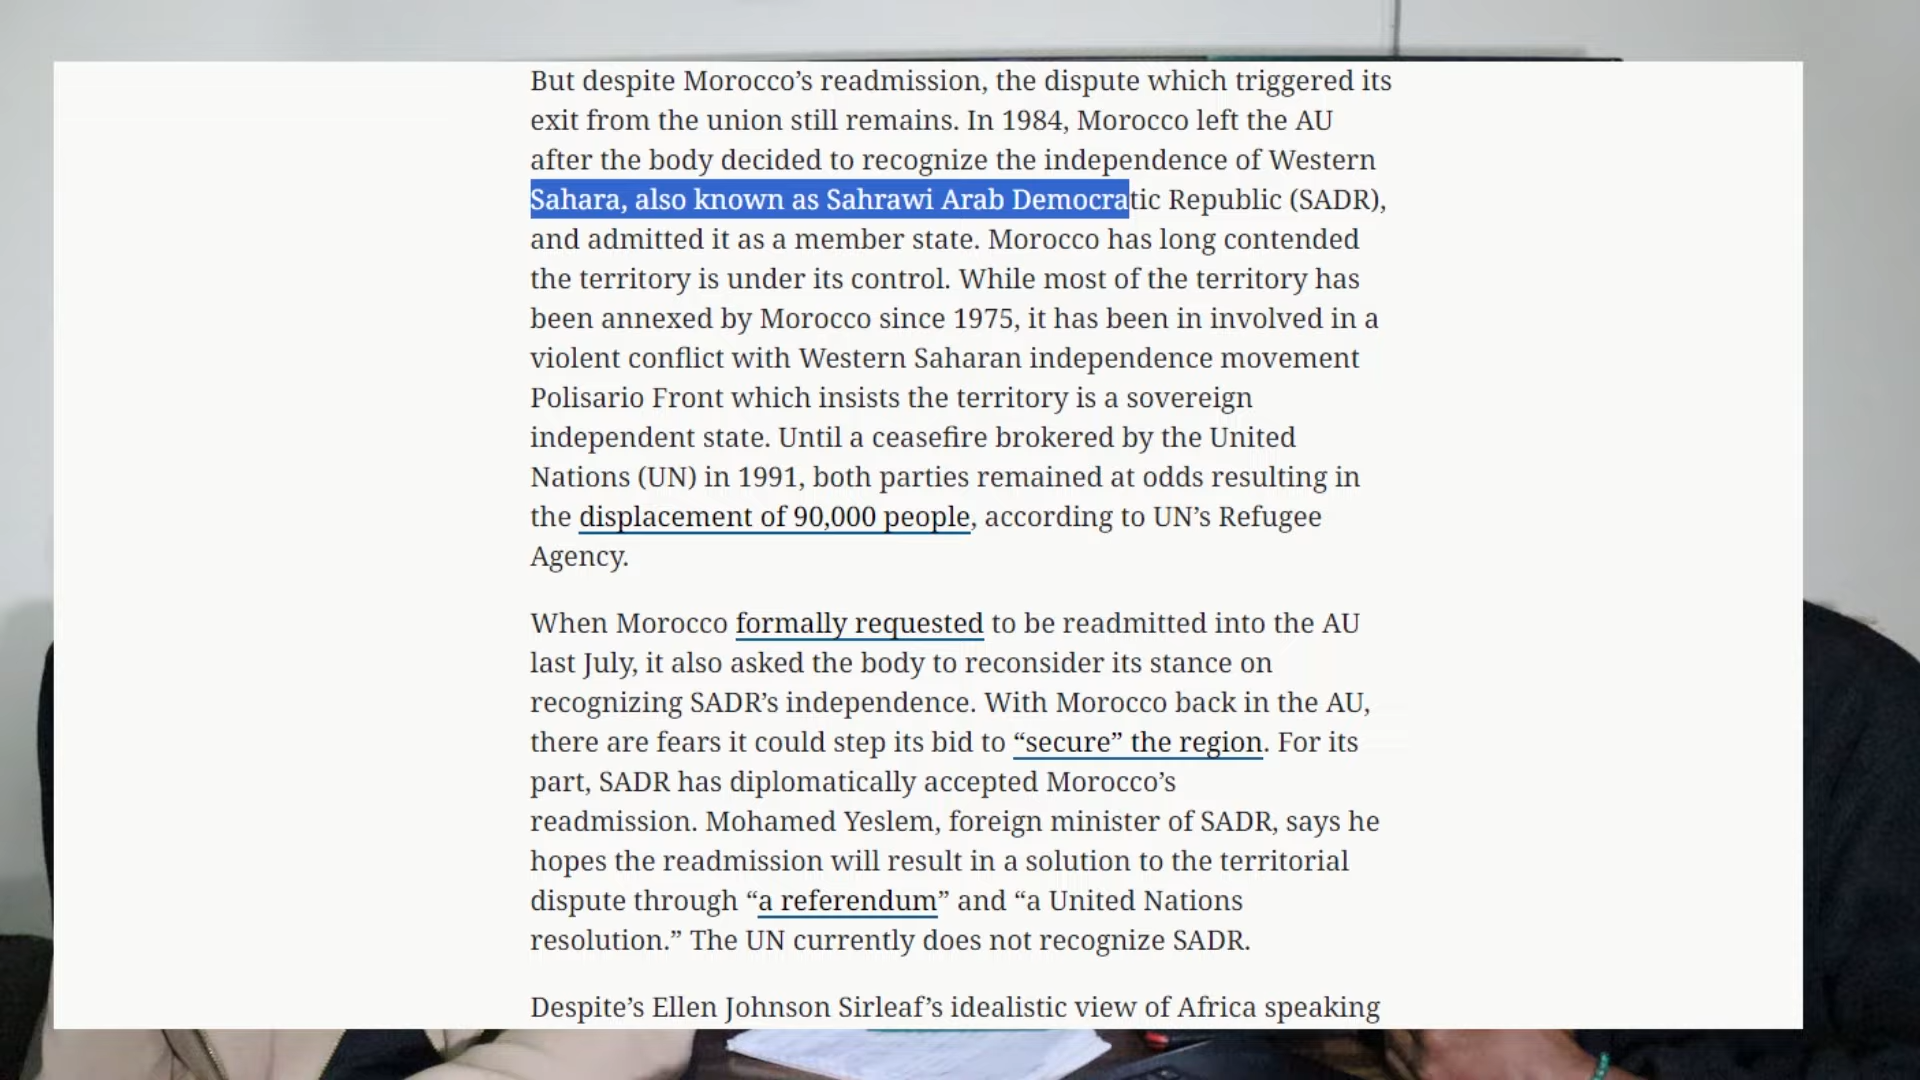 But despite Morocco’s readmission, the dispute which triggered its
exit from the union still remains. In 1984, Morocco left the AU
after the body decided to recognize the independence of Western
Sahara, also known as Sahrawi Arab Democratic Republic (SADR),
and admitted it as a member state. Morocco has long contended
the territory is under its control. While most of the territory has
been annexed by Morocco since 1975, it has been in involved in a
violent conflict with Western Saharan independence movement
Polisario Front which insists the territory is a sovereign
independent state. Until a ceasefire brokered by the United
Nations (UN) in 1991, both parties remained at odds resulting in
the displacement of 90,000 people, according to UN’s Refugee
Agency.
When Morocco formally requested to be readmitted into the AU
last July, it also asked the body to reconsider its stance on
recognizing SADR’s independence. With Morocco back in the AU,
there are fears it could step its bid to “secure” the region. For its
part, SADR has diplomatically accepted Morocco’s
readmission. Mohamed Yeslem, foreign minister of SADR, says he
hopes the readmission will result in a solution to the territorial
dispute through “a referendum” and “a United Nations
resolution.” The UN currently does not recognize SADR.
Despite’s Ellen Johnson Sirleaf’s idealistic view of Africa speaking